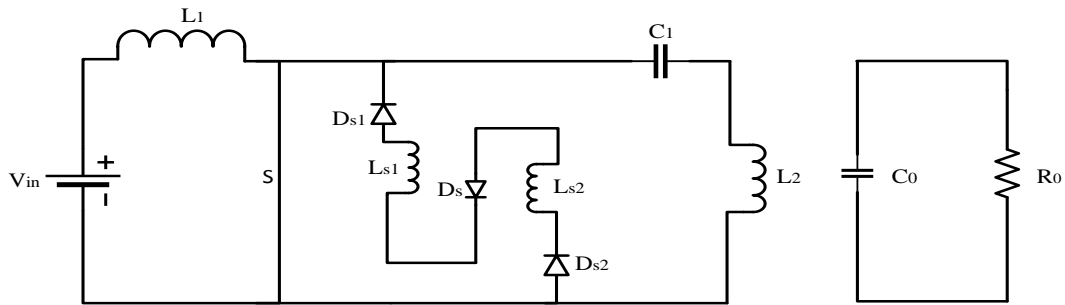 L1
C1
Ds1
Ls1
Ds
Ls2
Vin
+
-
S
L2
C0
R0
Ds2